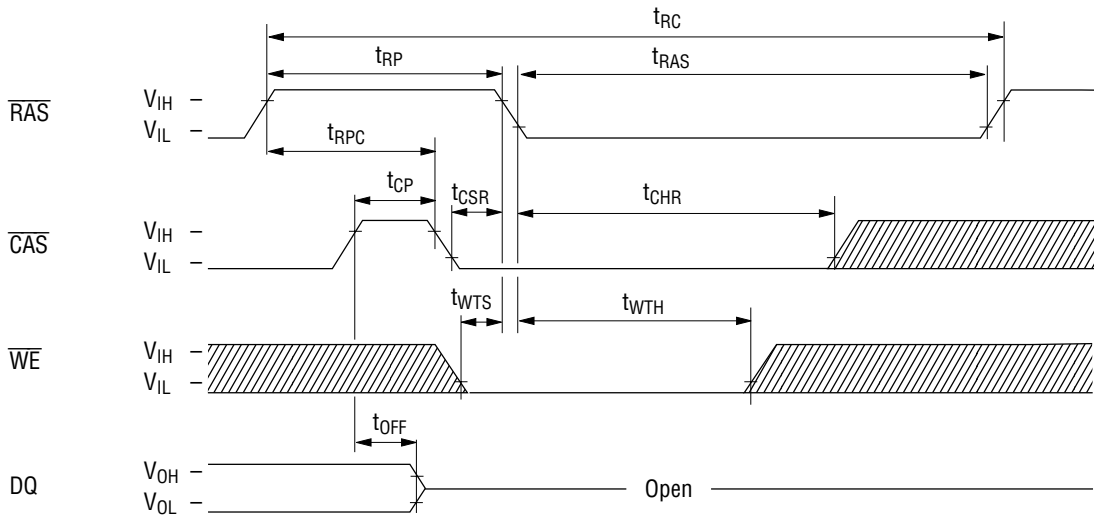 tRC
tRP
tRAS
RAS
VIH
VIL
tRPC
tCP
tCSR
tCHR
CAS
VIH
VIL
tWTS
tWTH
WE
VIH
VIL
tOFF
DQ
VOH
VOL
Open